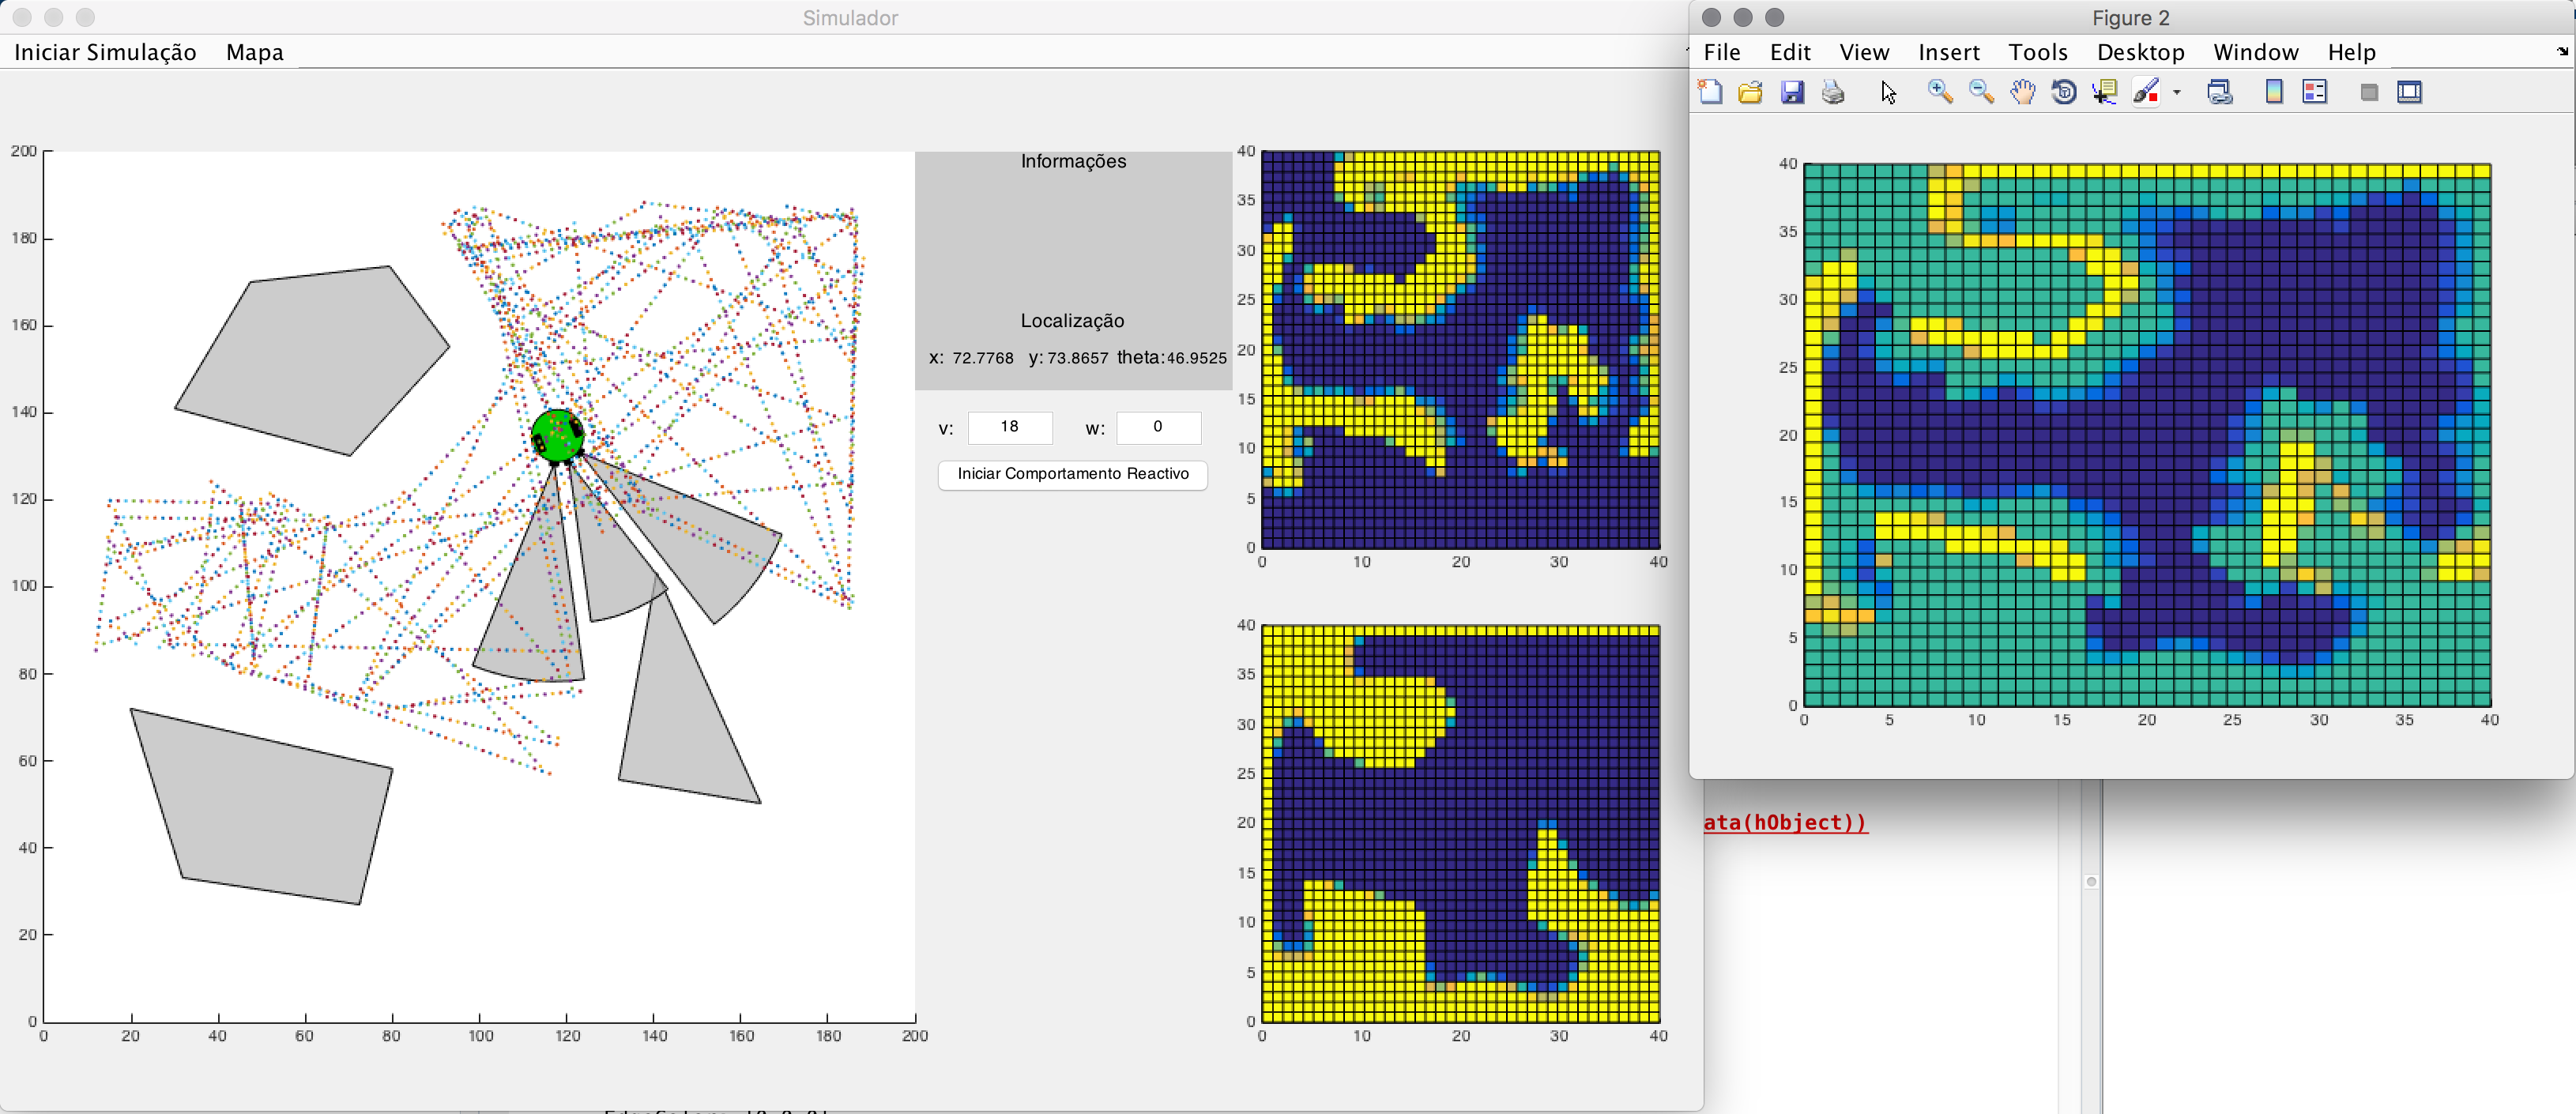 Simulador
Iniciar Simulação Mapa
200
180
160
140
120
100
80
60
40
20
0
0 20 40 60 80 100 120 140 160 180 200
Informações
Localização
x: 72.7768 y: 73.8657 theta: 46.9525
v: 18 w: 0
Iniciar Comportamento Reactivo
40
35
30
25
20
15
10
5
0
0 10 20 30 40
40
35
30
25
20
15
10
5
0
0 10 20 30 40
Figure 2
File Edit View Insert Tools Desktop Window Help
40
35
30
25
20
15
10
5
0
0 5 10 15 20 25 30 35 40
ata(hObject))